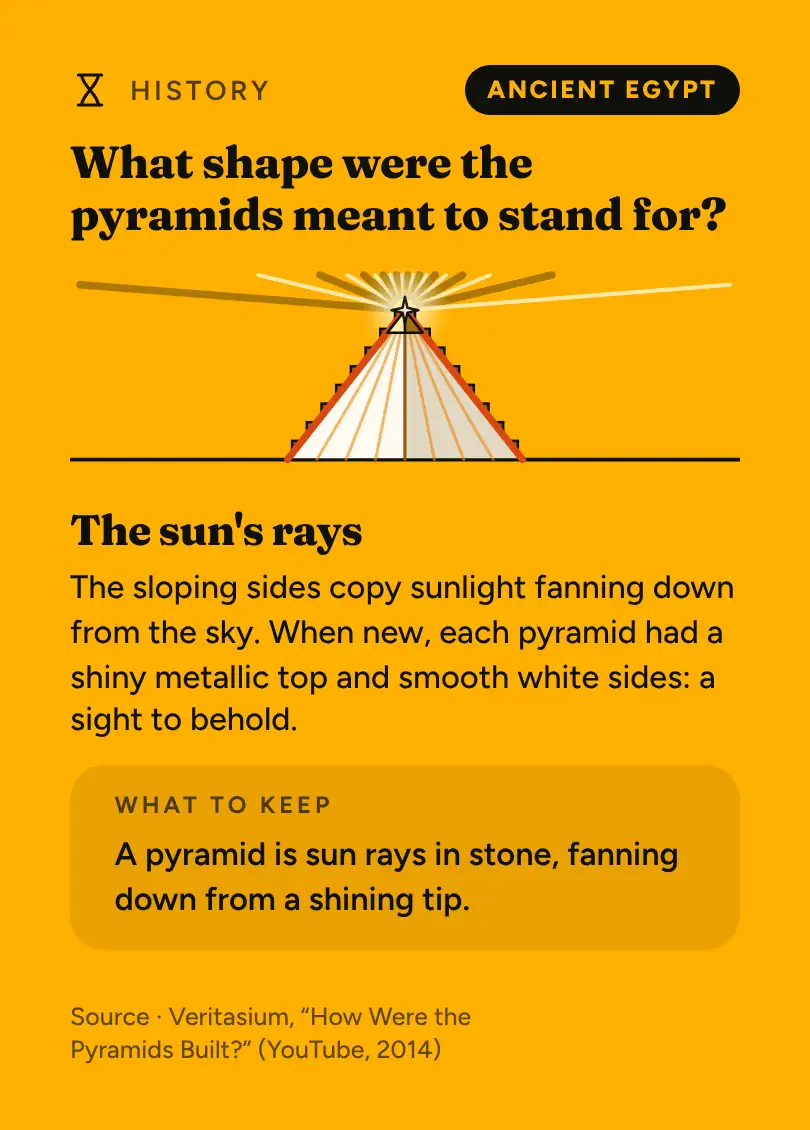 HISTORY
ANCIENT EGYPT
What shape were the
pyramids meant to stand for?
The sun's rays
The sloping sides copy sunlight fanning down
from the sky. When new, each pyramid had a
shiny metallic top and smooth white sides: a
sight to behold.
WHAT TO KEEP
A pyramid is sun rays in stone, fanning
down from a shining tip.
Source · Veritasium, “How Were the
Pyramids Built?” (YouTube, 2014)